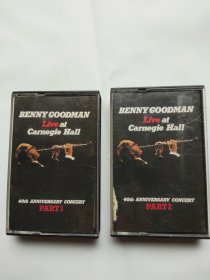 BENNY GOODMAN
Live at
Carnegie Hall
40th ANNIVERSARY CONCERT
PART 1
BENNY GOODMAN
Live at
Carnegie Hall
40th ANNIVERSARY CONCERT
PART 2